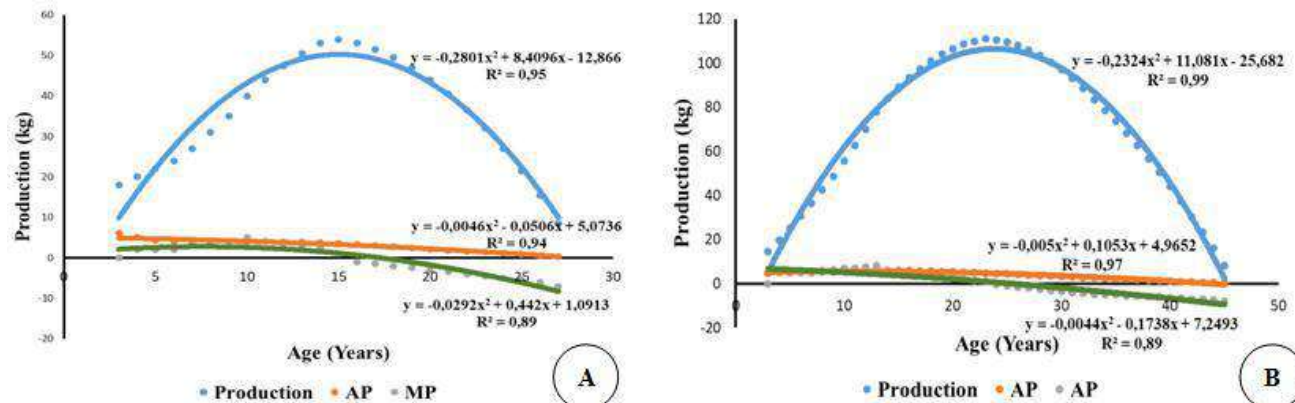 60
50
40
30
20
10
0
-10
-20
0
5
10
15
20
25
30
Production (kg)
y = -0,2801x² + 8,4096x - 12,866
R² = 0,95
y = -0,0046x² - 0,0506x + 5,0736
R² = 0,94
y = -0,0292x² + 0,442x + 1,0913
R² = 0,89
Age (Years)
Production AP MP
A
120
100
80
60
40
20
0
-20
0
10
20
30
40
50
Production (kg)
y = -0,2324x² + 11,081x - 25,682
R² = 0,99
y = -0,005x² + 0,1053x + 4,9652
R² = 0,97
y = -0,0044x² - 0,1738x + 7,2493
R² = 0,89
Age (Years)
Production AP AP
B